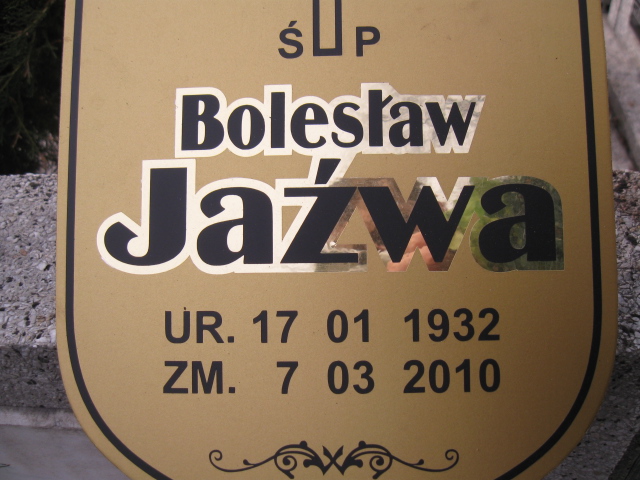 Ś P
Bolesław
Jaźwa
UR. 17 01 1932
ZM. 7 03 2010